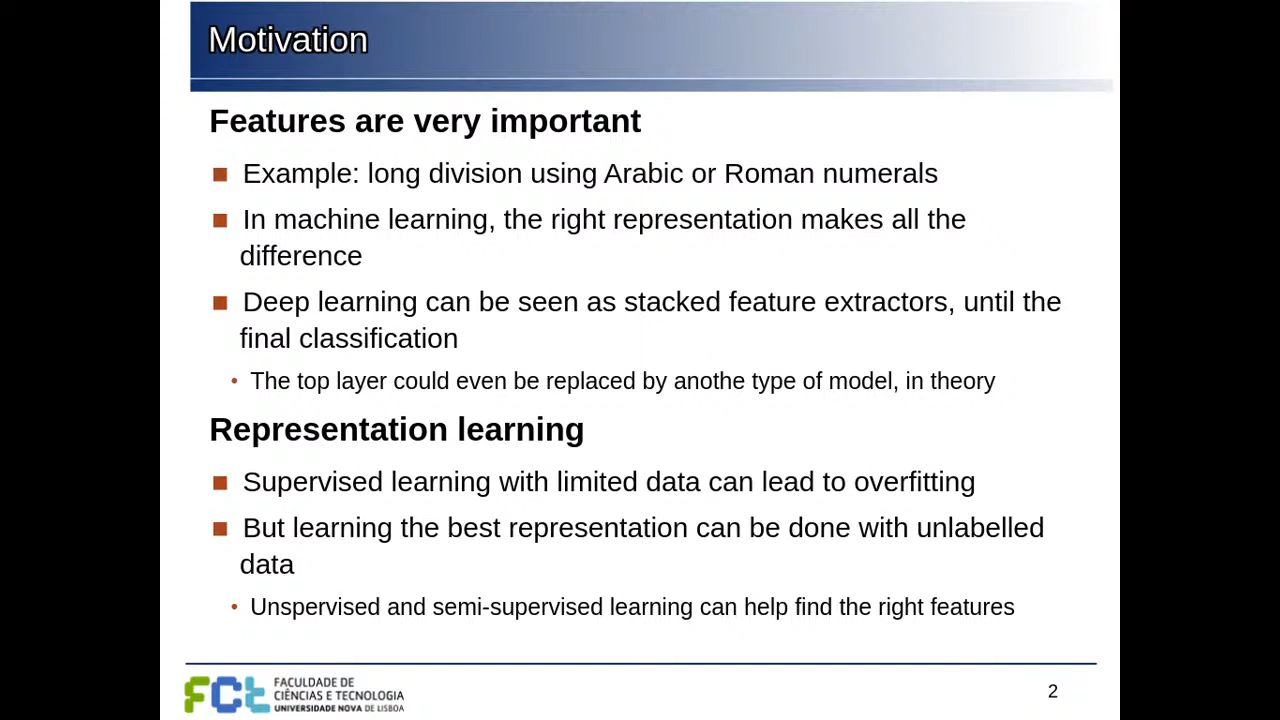 Motivation
Features are very important
Example: long division using Arabic or Roman numerals
In machine learning, the right representation makes all the
difference
Deep learning can be seen as stacked feature extractors, until the
final classification
The top layer could even be replaced by anothe type of model, in theory
Representation learning
Supervised learning with limited data can lead to overfitting
But learning the best representation can be done with unlabelled
data
Unspervised and semi-supervised learning can help find the right features
FCt
FACULDADE DE
CIÊNCIAS E TECNOLOGIA
UNIVERSIDADE NOVA DE LISBOA
2